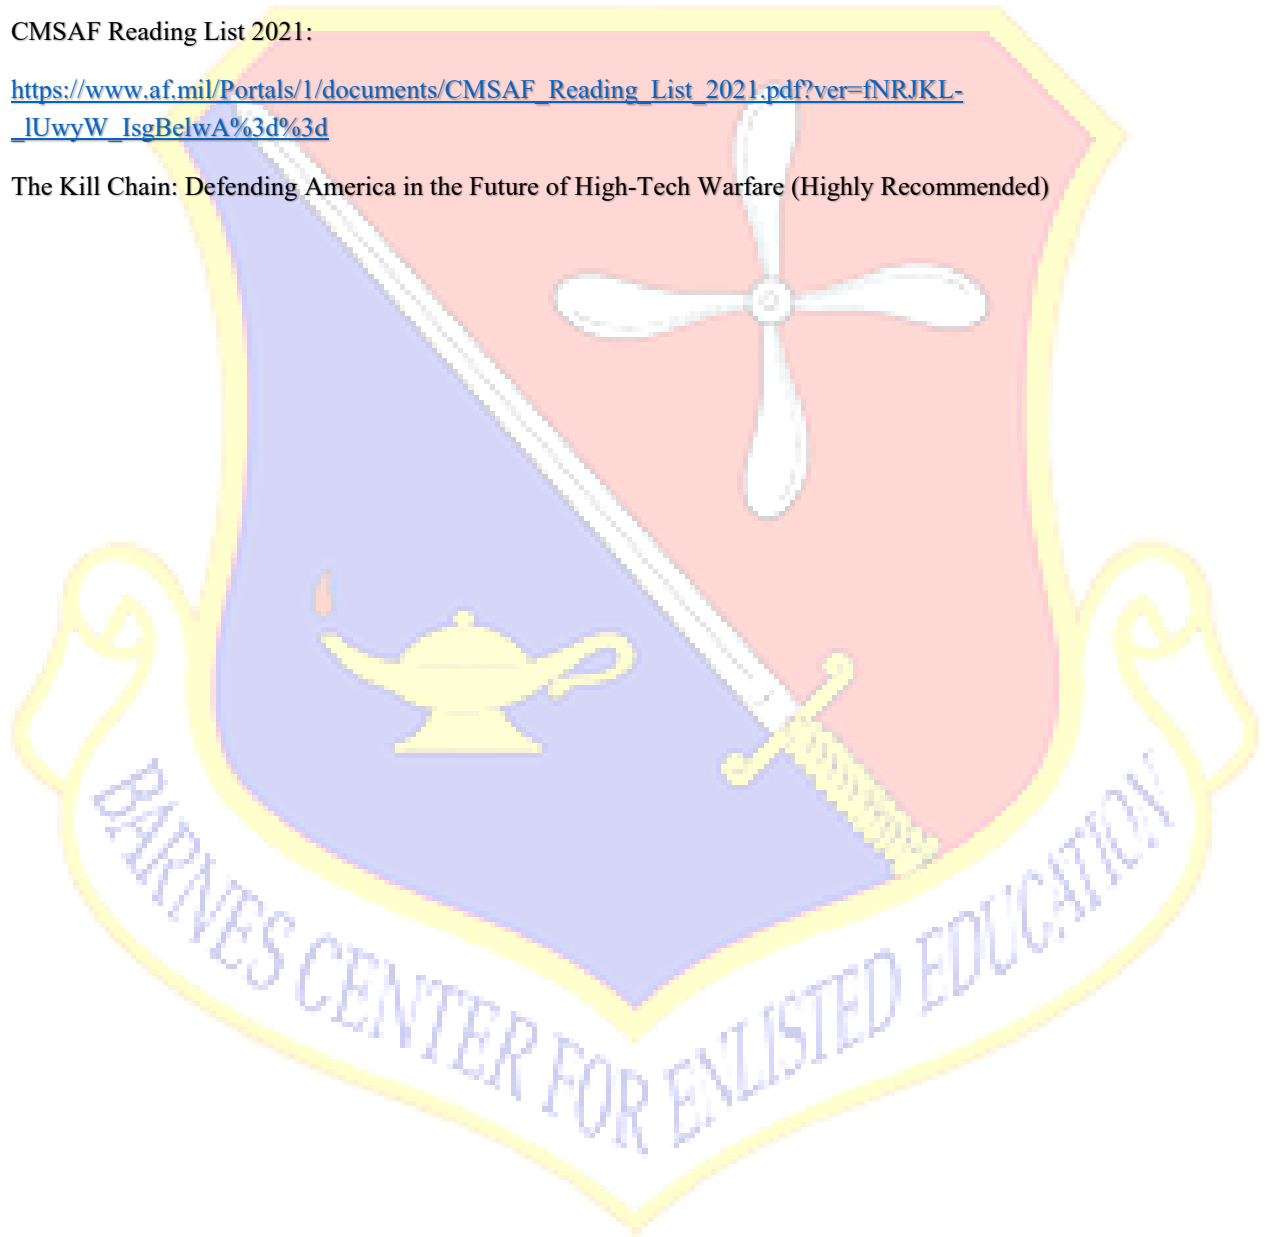 CMSAF Reading List 2021:
https://www.af.mil/Portals/1/documents/CMSAF_Reading_List_2021.pdf?ver=fNRJKL-
_lUwyW_IsgBelwA%3d%3d
The Kill Chain: Defending America in the Future of High-Tech Warfare (Highly Recommended)
BARNES CENTER FOR ENLISTED EDUCATION